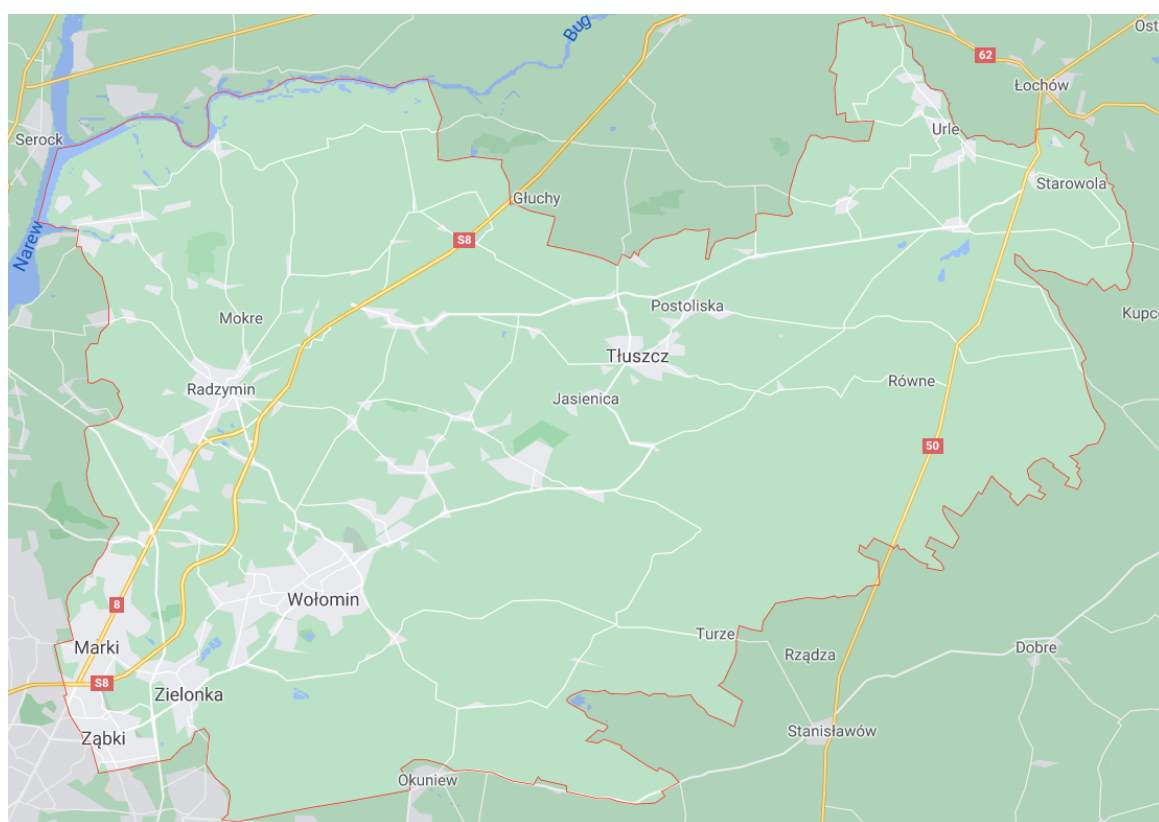 Ost
Bug
62
Łochów
Serock
Urle
Starowola
Głuchy
Narew
S8
Kupce
Postoliska
Mokre
Tłuszcz
Radzymin
Równe
Jasienica
50
Wołomin
8
Turze
Marki
Rządza
Dobre
S8
Zielonka
Stanisławów
Ząbki
Okuniew